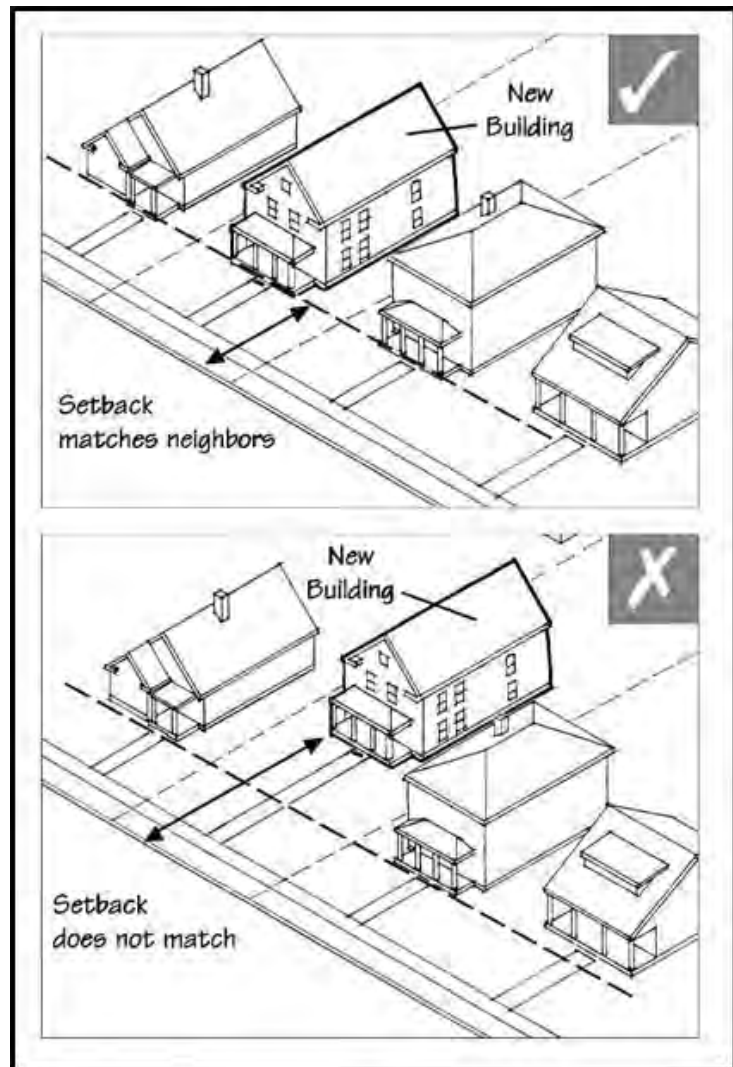 New
Building
Setback
matches neighbors
New
Building
Setback
does not match